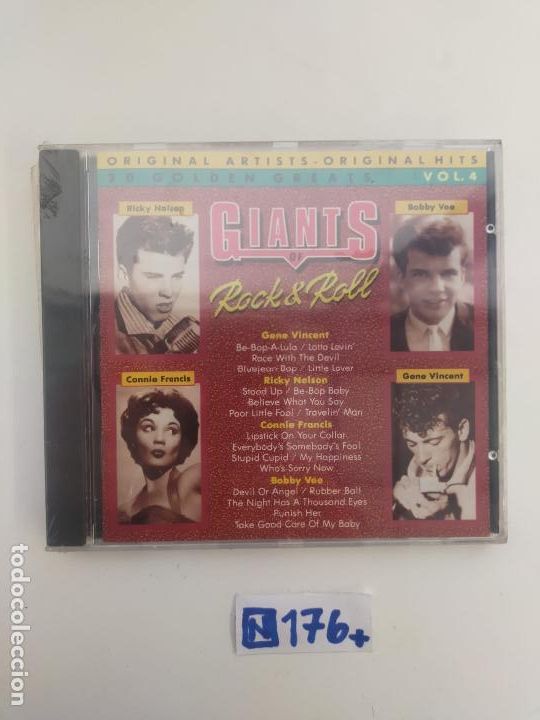 ORIGINAL ARTISTS - ORIGINAL HITS
20 GOLDEN GREATS
VOL. 4
Ricky Nelson
Bobby Vee
GIANTS
OF
Rock & Roll
Connie Francis
Gene Vincent
Gene Vincent
Be-Bop-A-Lula / Lotta Lovin'
Race With The Devil
Bluejean Bop / Little Lover
Ricky Nelson
Stood Up / Be-Bop Baby
Believe What You Say
Poor Little Fool / Travelin' Man
Connie Francis
Lipstick On Your Collar
Everybody's Somebody's Fool
Stupid Cupid / My Happiness
Who's Sorry Now
Bobby Vee
Devil Or Angel / Rubber Ball
The Night Has A Thousand Eyes
Punish Her
Take Good Care Of My Baby
N 176+
todocoleccion